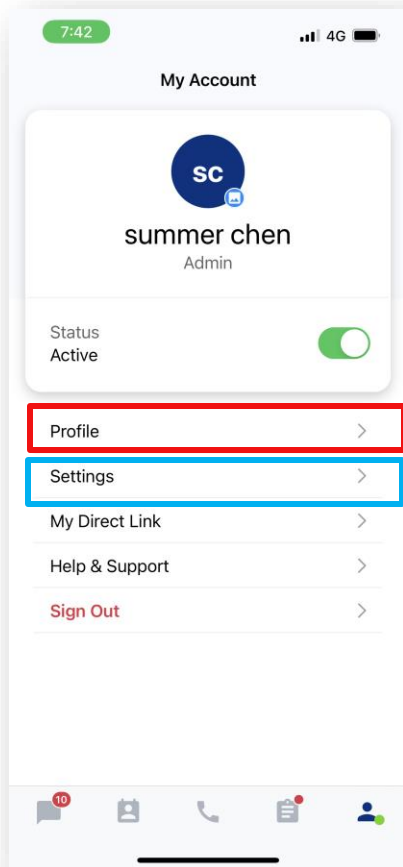 7:42
4G
My Account
sc
summer chen
Admin
Status
Active
Profile
Settings
My Direct Link
Help & Support
Sign Out
10